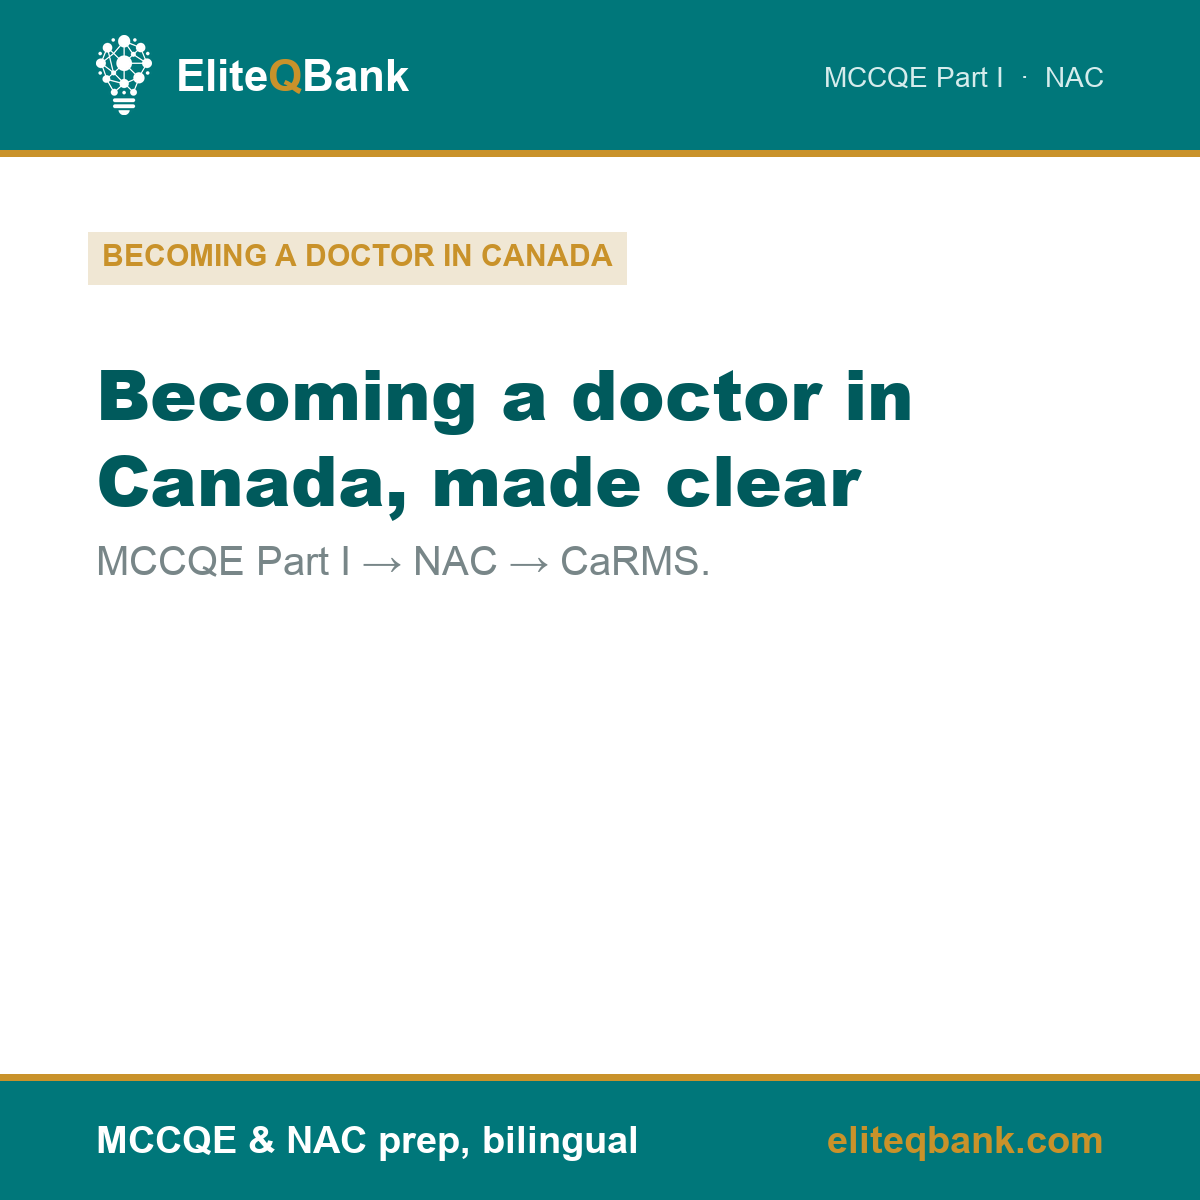 EliteQBank
MCCQE Part I · NAC
BECOMING A DOCTOR IN CANADA
Becoming a doctor in
Canada, made clear
MCCQE Part I → NAC → CaRMS.
MCCQE & NAC prep, bilingual
eliteqbank.com